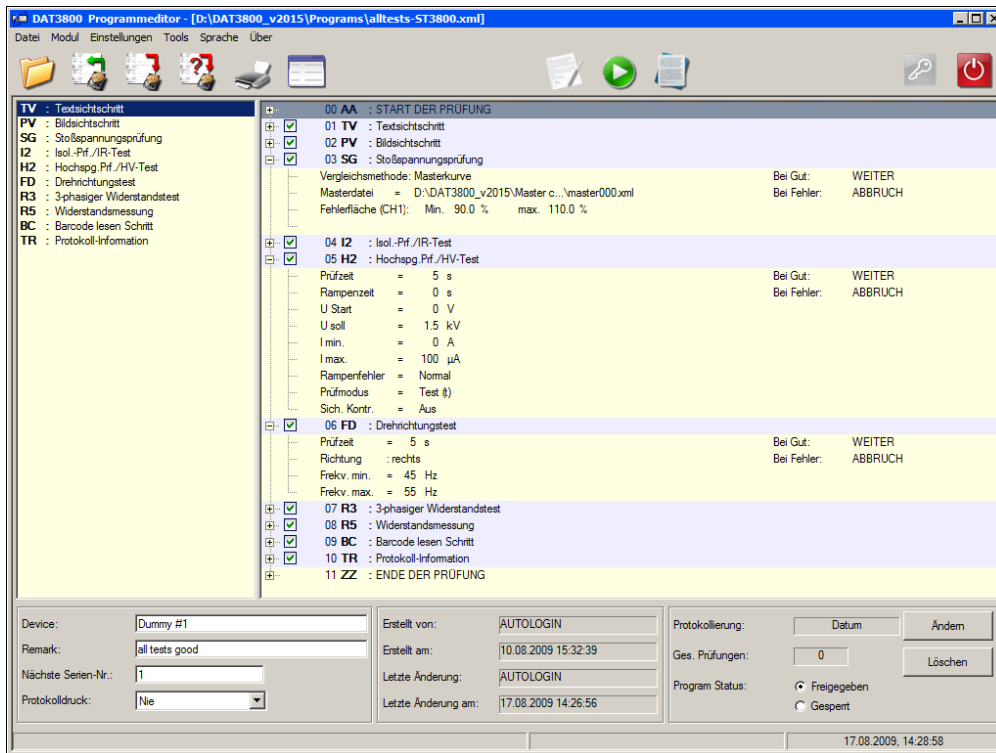 DAT3800 Programmeditor - [D:\DAT3800_v2015\Programs\alltests-ST3800.xml]
Datei Modul Einstellungen Tools Sprache Über
TV : Textsichtschritt
PV : Bildsichtschritt
SG : Stoßspannungsprüfung
I2 : Isol.-Prf./IR-Test
H2 : Hochspg.Prf./HV-Test
FD : Drehrichtungstest
R3 : 3-phasiger Widerstandstest
R5 : Widerstandsmessung
BC : Barcode lesen Schritt
TR : Protokoll-Information
00 AA : START DER PRÜFUNG
01 TV : Textsichtschritt
02 PV : Bildsichtschritt
03 SG : Stoßspannungsprüfung
Vergleichsmethode: Masterkurve Bei Gut: WEITER
Masterdatei = D:\DAT3800_v2015\Master c...\master000.xml Bei Fehler: ABBRUCH
Fehlerfläche (CH1): Min. 90.0 % max. 110.0 %
04 I2 : Isol.-Prf./IR-Test
05 H2 : Hochspg.Prf./HV-Test
Prüfzeit = 5 s Bei Gut: WEITER
Rampenzeit = 0 s Bei Fehler: ABBRUCH
U Start = 0 V
U soll = 1.5 kV
I min. = 0 A
I max. = 100 µA
Rampenfehler = Normal
Prüfmodus = Test (t)
Sich. Kontr. = Aus
06 FD : Drehrichtungstest
Prüfzeit = 5 s Bei Gut: WEITER
Richtung : rechts Bei Fehler: ABBRUCH
Frekv. min. = 45 Hz
Frekv. max. = 55 Hz
07 R3 : 3-phasiger Widerstandstest
08 R5 : Widerstandsmessung
09 BC : Barcode lesen Schritt
10 TR : Protokoll-Information
11 ZZ : ENDE DER PRÜFUNG
Device: Dummy #1
Remark: all tests good
Nächste Serien-Nr.: 1
Protokolldruck: Nie
Erstellt von: AUTOLOGIN
Erstellt am: 10.08.2009 15:32:39
Letzte Änderung: AUTOLOGIN
Letzte Änderung am: 17.08.2009 14:26:56
Protokollierung: Datum Ändern
Ges. Prüfungen: 0 Löschen
Program Status: Freigegeben
Gesperrt
17.08.2009, 14:28:58